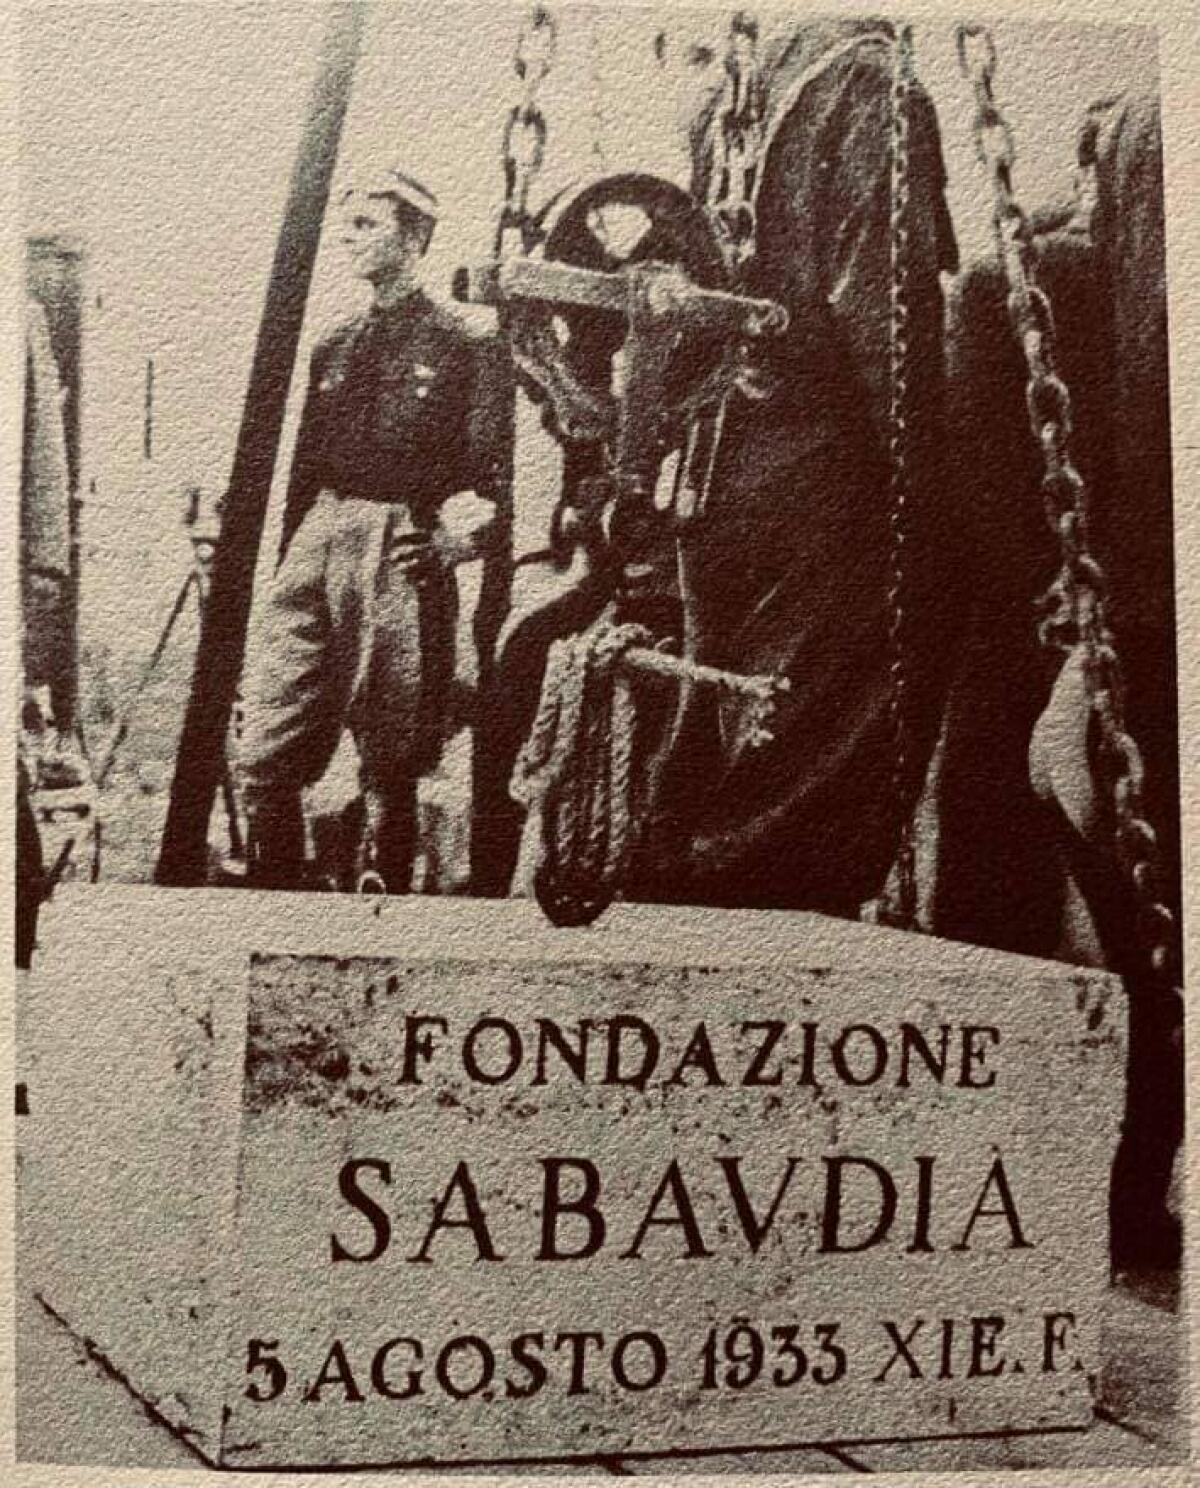 FONDAZIONE
SABAVDIA
5 AGOSTO 1933 XI E. F.